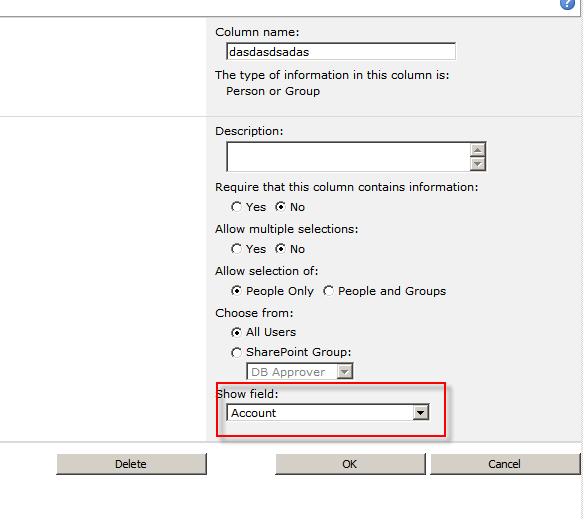 ?
Column name:
dasdasdsadas
The type of information in this column is:
Person or Group
Description:
Require that this column contains information:
Yes No
Allow multiple selections:
Yes No
Allow selection of:
People Only People and Groups
Choose from:
All Users
SharePoint Group:
DB Approver
Show field:
Account
Delete OK Cancel